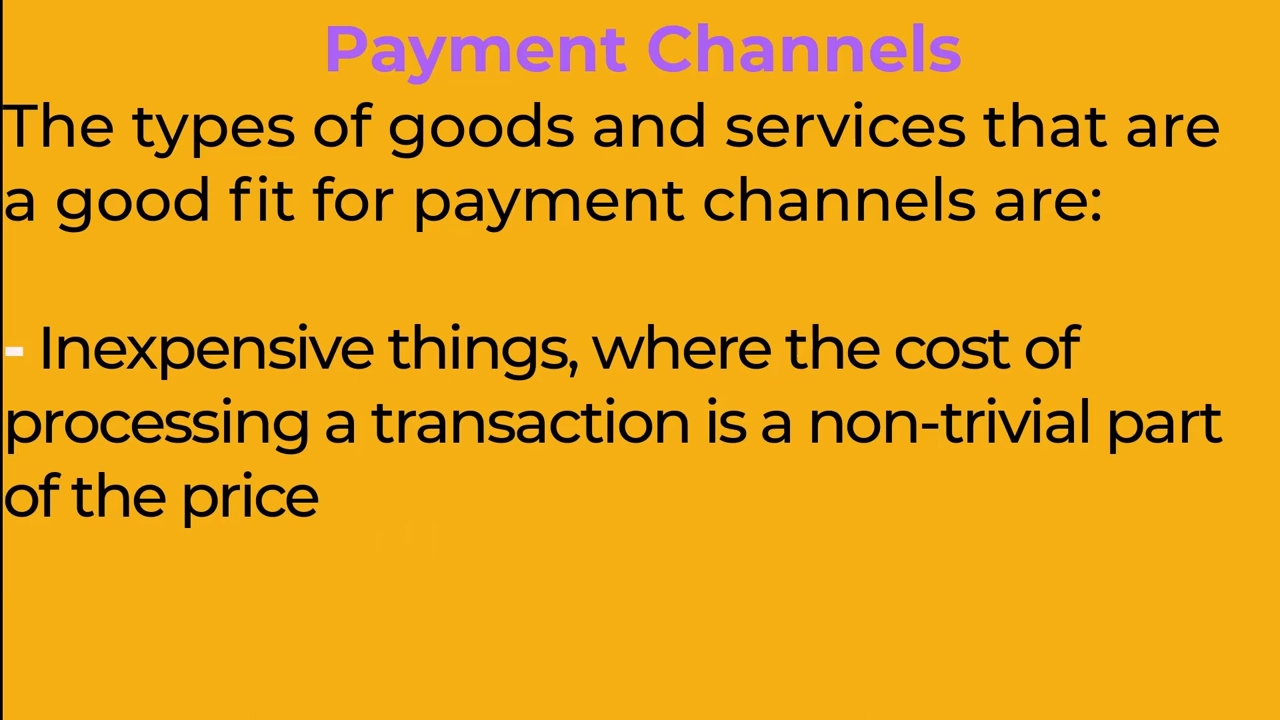 Payment Channels
The types of goods and services that are
a good fit for payment channels are:
- Inexpensive things, where the cost of
processing a transaction is a non-trivial part
of the price